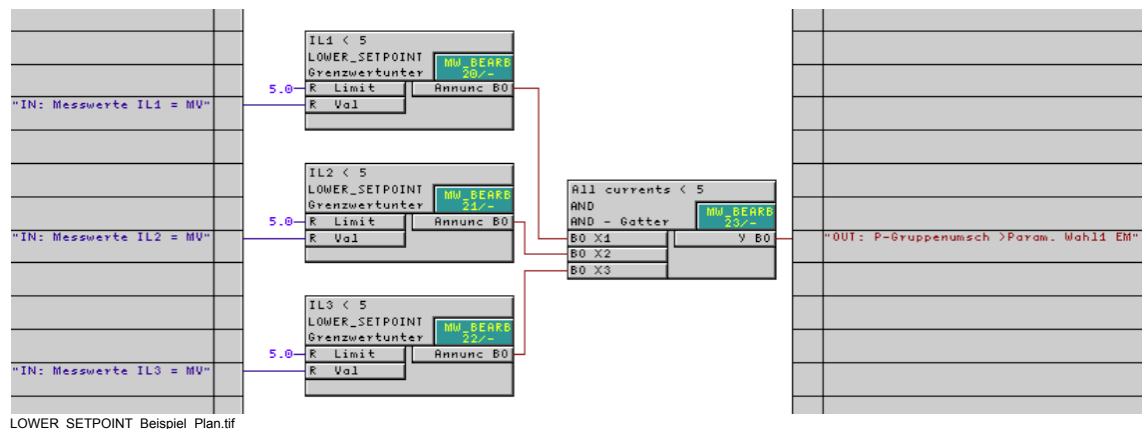 IL1 < 5
LOWER_SETPOINT
Grenzwertunter
MW_BEARB
20/-
5.0
R Limit
Annunc BO
"IN: Messwerte IL1 = MV"
R Val
IL2 < 5
LOWER_SETPOINT
Grenzwertunter
MW_BEARB
21/-
5.0
R Limit
Annunc BO
"IN: Messwerte IL2 = MV"
R Val
IL3 < 5
LOWER_SETPOINT
Grenzwertunter
MW_BEARB
22/-
5.0
R Limit
Annunc BO
"IN: Messwerte IL3 = MV"
R Val
All currents < 5
AND
AND - Gatter
MW_BEARB
23/-
BO X1
Y BO
BO X2
BO X3
"OUT: P-Gruppenumsch >Param. Wahl1 EM"
LOWER_SETPOINT_Beispiel_Plan.tif